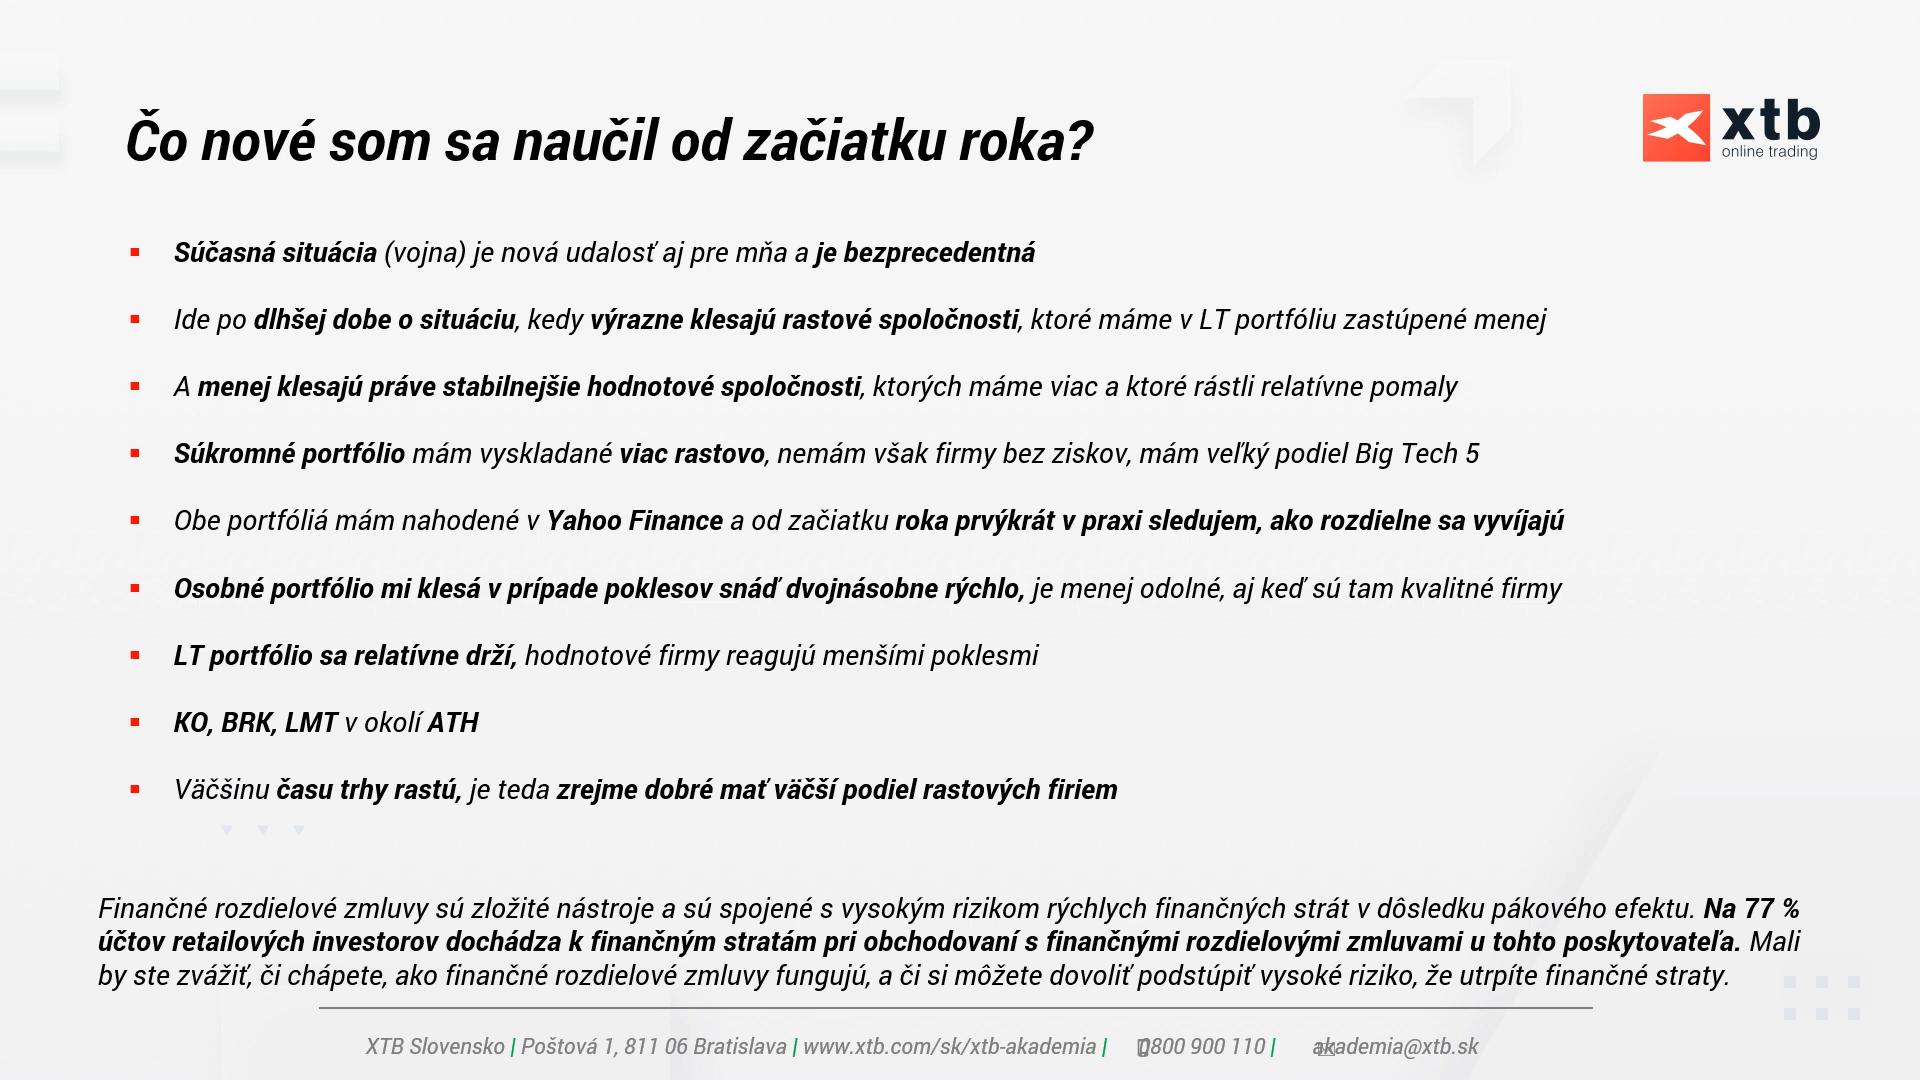 Čo nové som sa naučil od začiatku roka?
xtb
online trading
Súčasná situácia (vojna) je nová udalosť aj pre mňa a je bezprecedentná
Ide po dlhšej dobe o situáciu, kedy výrazne klesajú rastové spoločnosti, ktoré máme v LT portfóliu zastúpené menej
A menej klesajú práve stabilnejšie hodnotové spoločnosti, ktorých máme viac a ktoré rástli relatívne pomaly
Súkromné portfólio mám vyskladané viac rastovo, nemám však firmy bez ziskov, mám veľký podiel Big Tech 5
Obe portfóliá mám nahodené v Yahoo Finance a od začiatku roka prvýkrát v praxi sledujem, ako rozdielne sa vyvíjajú
Osobné portfólio mi klesá v prípade poklesov snáď dvojnásobne rýchlo, je menej odolné, aj keď sú tam kvalitné firmy
LT portfólio sa relatívne drží, hodnotové firmy reagujú menšími poklesmi
KO, BRK, LMT v okolí ATH
Väčšinu času trhy rastú, je teda zrejme dobré mať väčší podiel rastových firiem
Finančné rozdielové zmluvy sú zložité nástroje a sú spojené s vysokým rizikom rýchlych finančných strát v dôsledku pákového efektu. Na 77 %
účtov retailových investorov dochádza k finančným stratám pri obchodovaní s finančnými rozdielovými zmluvami u tohto poskytovateľa. Mali
by ste zvážiť, či chápete, ako finančné rozdielové zmluvy fungujú, a či si môžete dovoliť podstúpiť vysoké riziko, že utrpíte finančné straty.
XTB Slovensko | Poštová 1, 811 06 Bratislava | www.xtb.com/sk/xtb-akademia | 0800 900 110 | akademia@xtb.sk